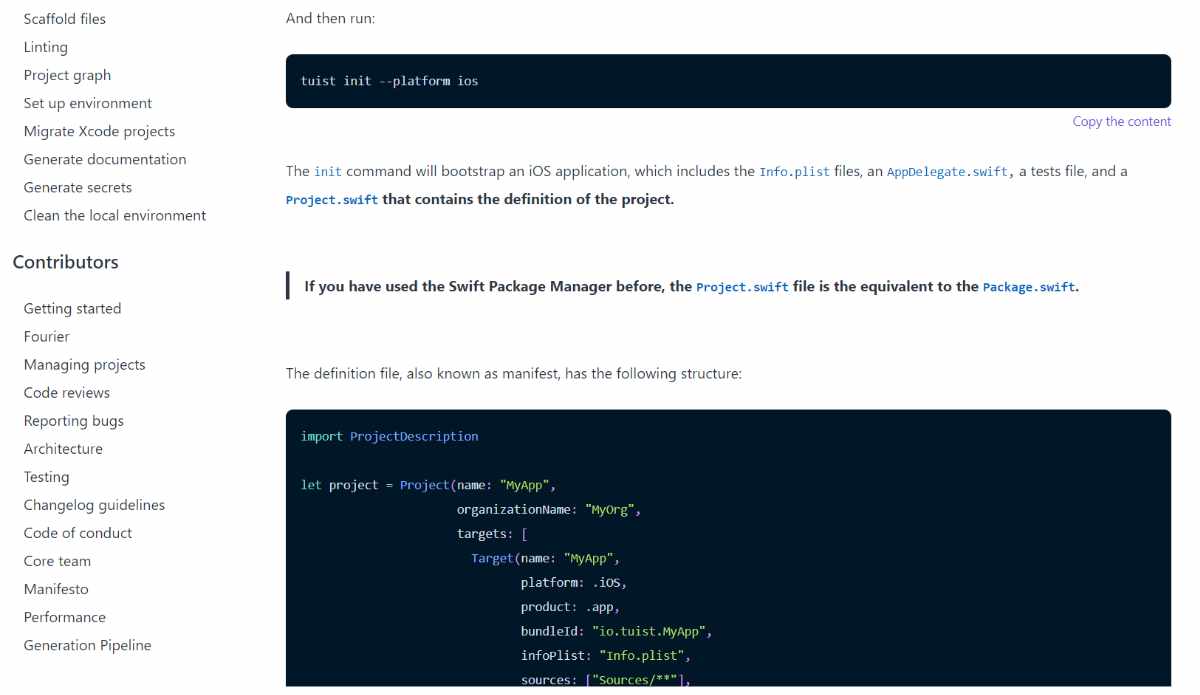 Scaffold files
Linting
Project graph
Set up environment
Migrate Xcode projects
Generate documentation
Generate secrets
Clean the local environment
Contributors
Getting started
Fourier
Managing projects
Code reviews
Reporting bugs
Architecture
Testing
Changelog guidelines
Code of conduct
Core team
Manifesto
Performance
Generation Pipeline
And then run:
tuist init --platform ios
Copy the content
The init command will bootstrap an iOS application, which includes the Info.plist files, an AppDelegate.swift, a tests file, and a
Project.swift that contains the definition of the project.
If you have used the Swift Package Manager before, the Project.swift file is the equivalent to the Package.swift.
The definition file, also known as manifest, has the following structure:
import ProjectDescription
let project = Project(name: "MyApp",
organizationName: "MyOrg",
targets: [
Target(name: "MyApp",
platform: .iOS,
product: .app,
bundleId: "io.tuist.MyApp",
infoPlist: "Info.plist",
sources: ["Sources/**"],